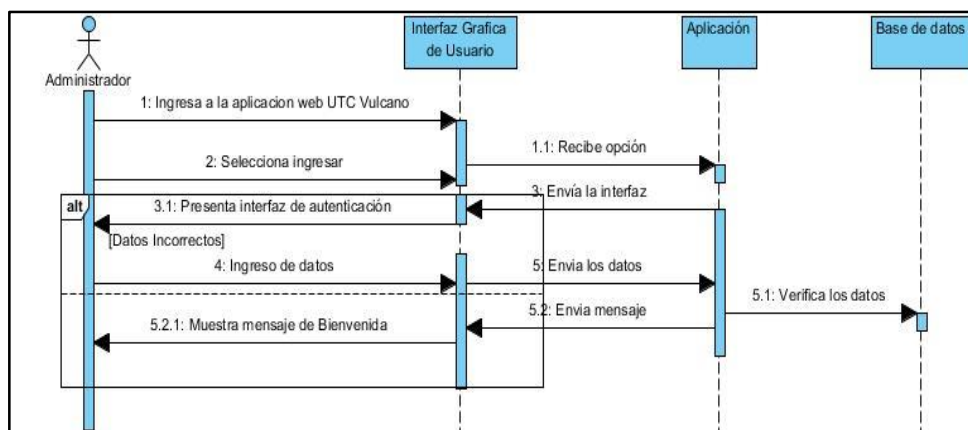 Interfaz Grafica
de Usuario
Aplicación
Base de datos
Administrador
1: Ingresa a la aplicacion web UTC Vulcano
1.1: Recibe opción
2: Selecciona ingresar
alt
3: Envía la interfaz
3.1: Presenta interfaz de autenticación
[Datos Incorrectos]
4: Ingreso de datos
5: Envia los datos
5.1: Verifica los datos
5.2: Envia mensaje
5.2.1: Muestra mensaje de Bienvenida